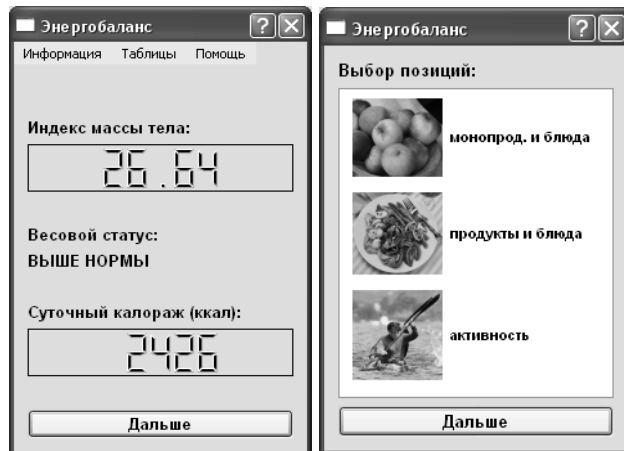 Энергобаланс
Информация Таблицы Помощь
Индекс массы тела:
26.64
Весовой статус:
ВЫШЕ НОРМЫ
Суточный калораж (ккал):
2426
Дальше
Энергобаланс
Выбор позиций:
монопрод. и блюда
продукты и блюда
активность
Дальше